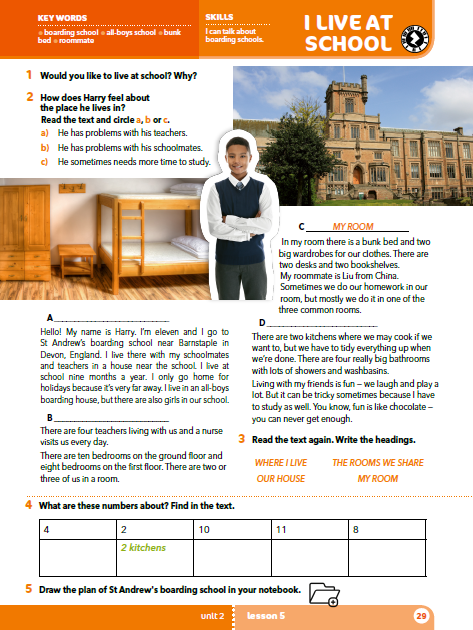 KEY WORDS
• boarding school • all-boys school • bunk
bed • roommate
SKILLS
I can talk about
boarding schools.
I LIVE AT
SCHOOL
1 Would you like to live at school? Why?
2 How does Harry feel about
the place he lives in?
Read the text and circle a, b or c.
a) He has problems with his teachers.
b) He has problems with his schoolmates.
c) He sometimes needs more time to study.
A
Hello! My name is Harry. I'm eleven and I go to
St Andrew's boarding school near Barnstaple in
Devon, England. I live there with my schoolmates
and teachers in a house near the school. I live at
school nine months a year. I only go home for
holidays because it's very far away. I live in an all-boys
boarding house, but there are also girls in our school.
B
There are four teachers living with us and a nurse
visits us every day.
There are ten bedrooms on the ground floor and
eight bedrooms on the first floor. There are two or
three of us in a room.
C MY ROOM
In my room there is a bunk bed and two
big wardrobes for our clothes. There are
two desks and two bookshelves.
My roommate is Liu from China.
Sometimes we do our homework in our
room, but mostly we do it in one of the
three common rooms.
D
There are two kitchens where we may cook if we
want to, but we have to tidy everything up when
we're done. There are four really big bathrooms
with lots of showers and washbasins.
Living with my friends is fun – we laugh and play a
lot. But it can be tricky sometimes because I have
to study as well. You know, fun is like chocolate –
you can never get enough.
3 Read the text again. Write the headings.
WHERE I LIVE THE ROOMS WE SHARE
OUR HOUSE MY ROOM
4 What are these numbers about? Find in the text.
4 2 10 11 8
2 kitchens
5 Draw the plan of St Andrew's boarding school in your notebook.
unit 2 lesson 5 29